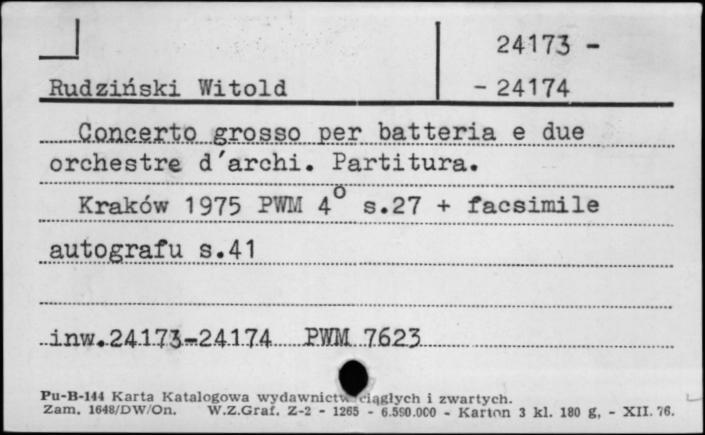 24173 -
Rudziński Witold
- 24174
Concerto grosso per batteria e due
orchestre d'archi. Partitura.
Kraków 1975 PWM 4° s.27 + facsimile
autografu s.41
inw.24173-24174 PWM 7623
Pu-B-144 Karta Katalogowa wydawnictw ciągłych i zwartych.
Zam. 1648/DW/On. W.Z.Graf. Z-2 - 1265 - 6.590.000 - Karton 3 kl. 180 g, - XII. 76.